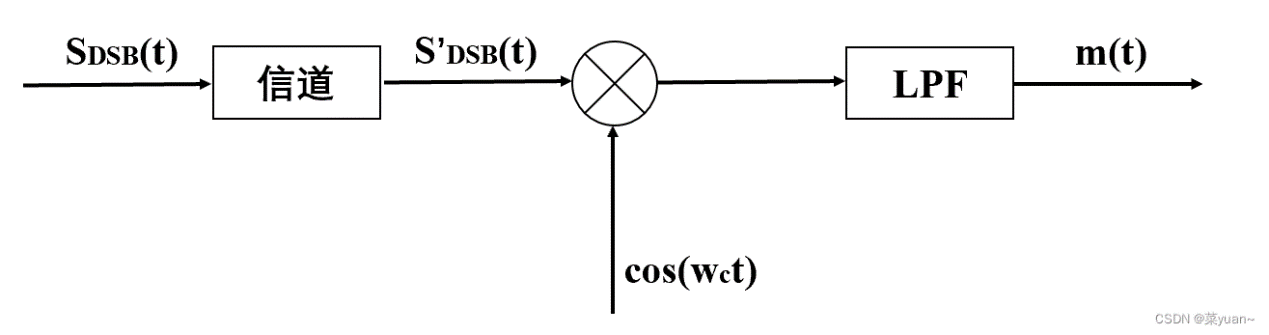 SDSB(t)
信道
S’DSB(t)
LPF
m(t)
cos(wct)
CSDN @菜yuan~